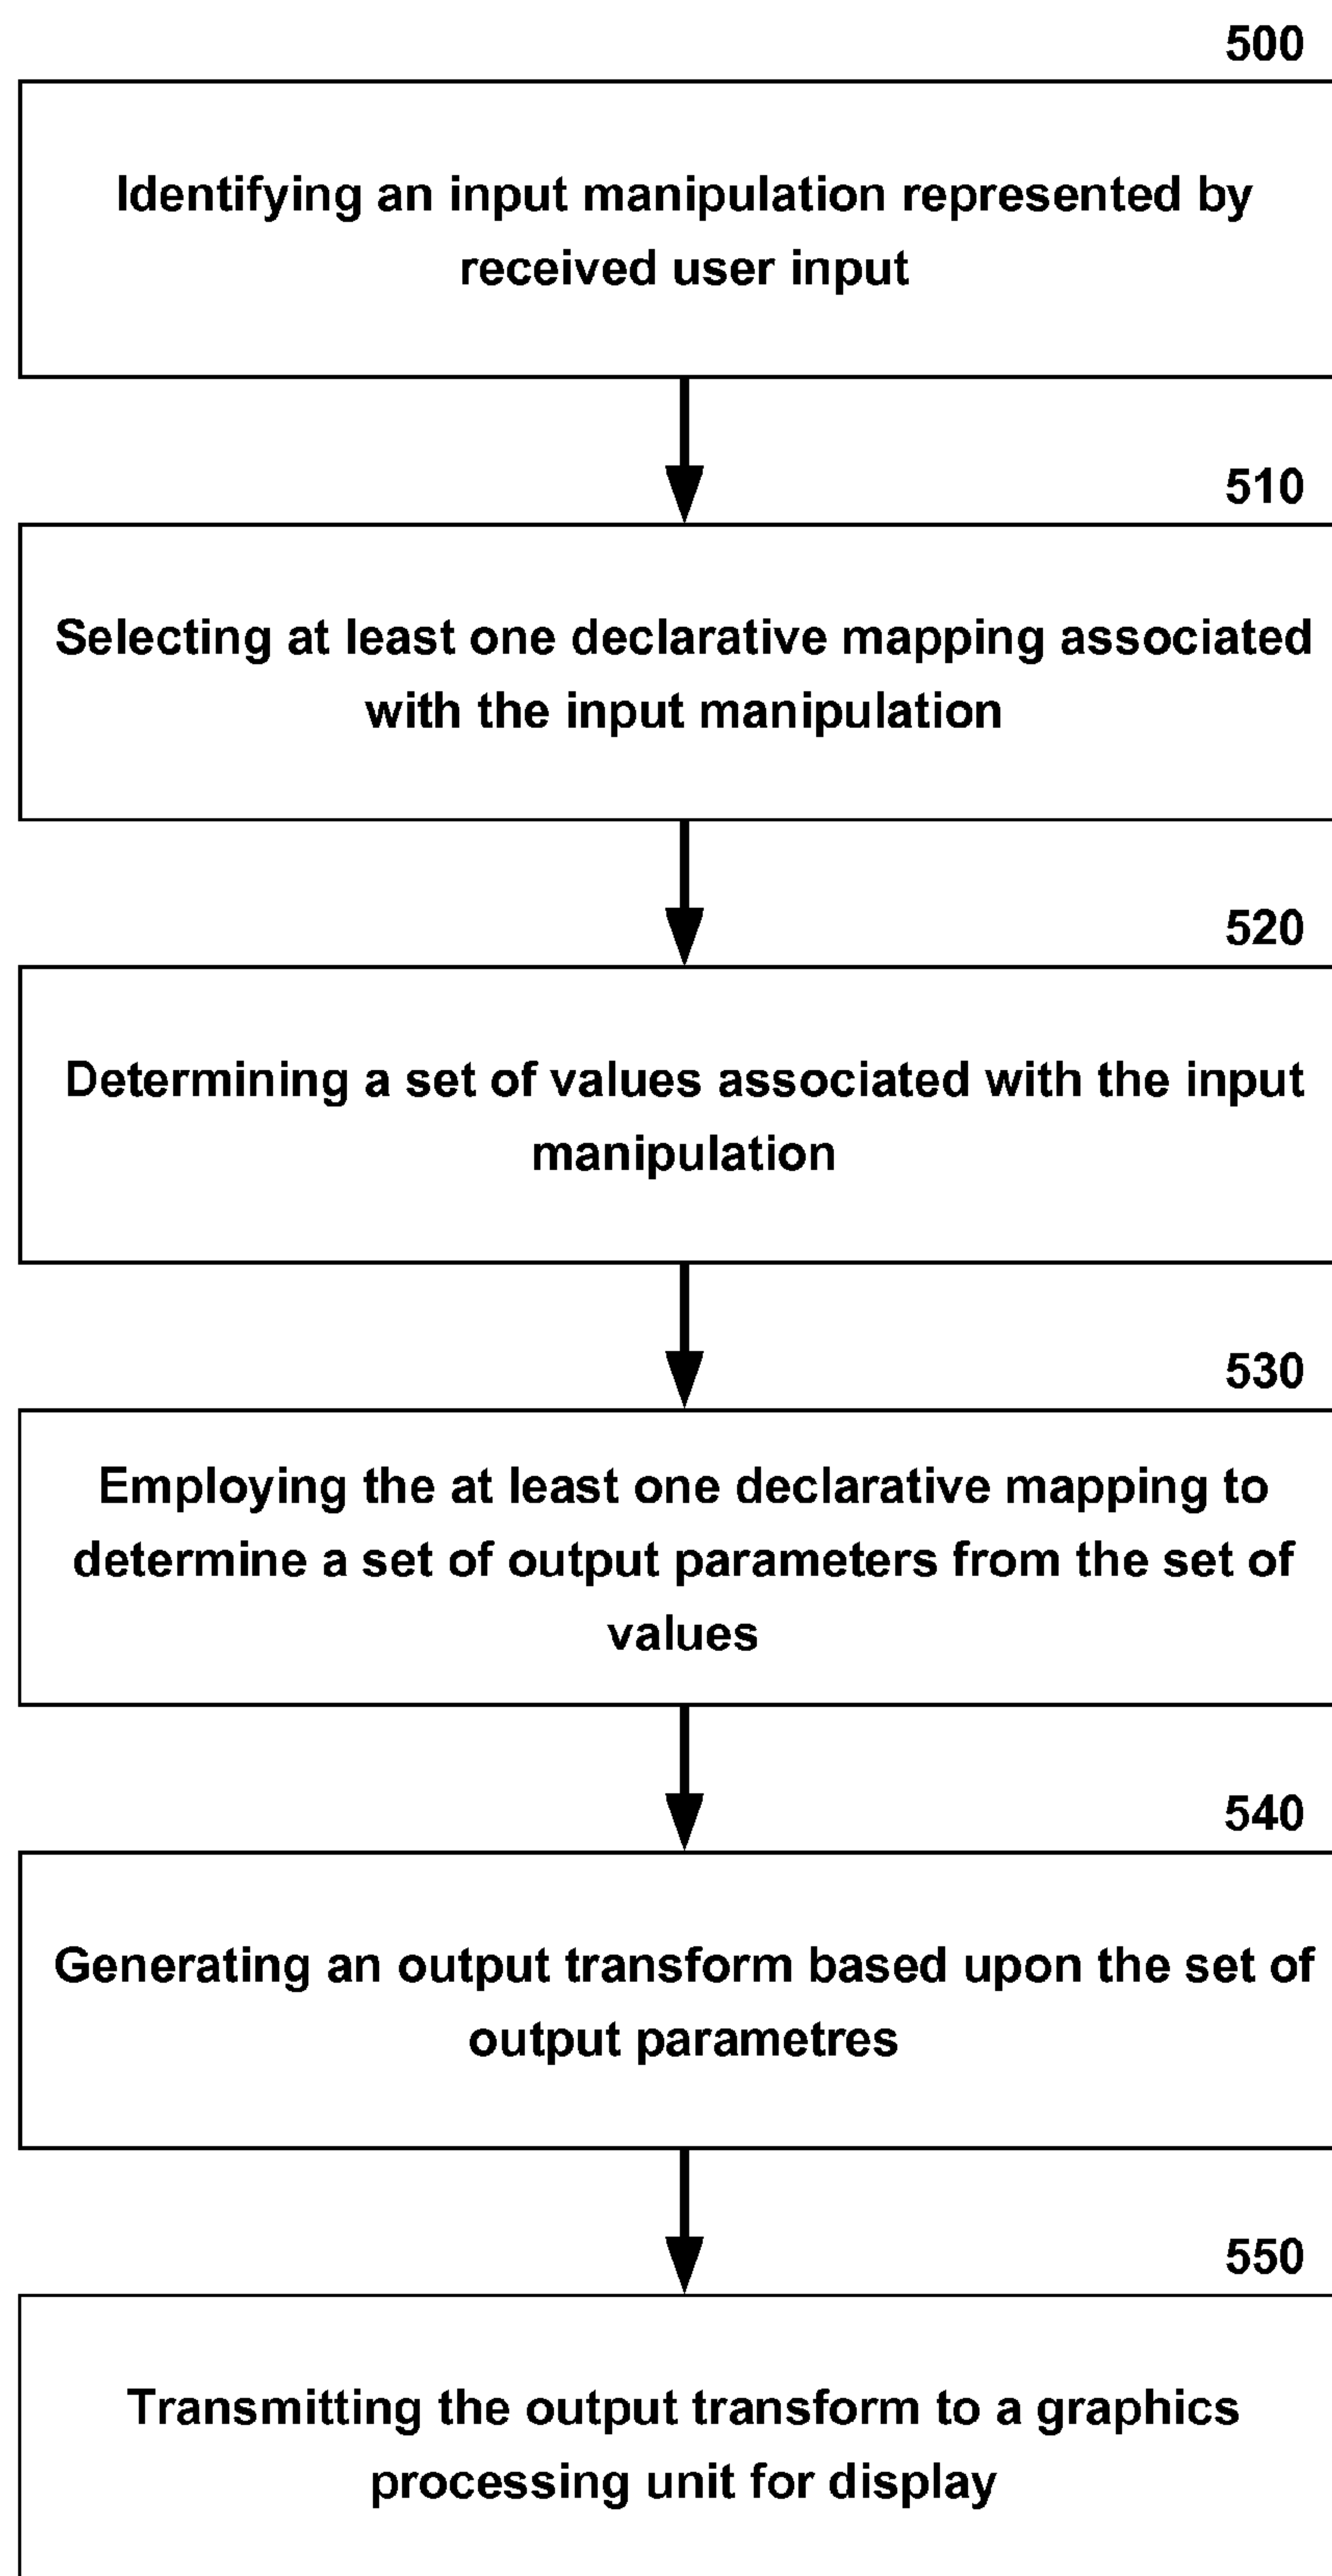 500
Identifying an input manipulation represented by
received user input
510
Selecting at least one declarative mapping associated
with the input manipulation
520
Determining a set of values associated with the input
manipulation
530
Employing the at least one declarative mapping to
determine a set of output parameters from the set of
values
540
Generating an output transform based upon the set of
output parametres
550
Transmitting the output transform to a graphics
processing unit for display